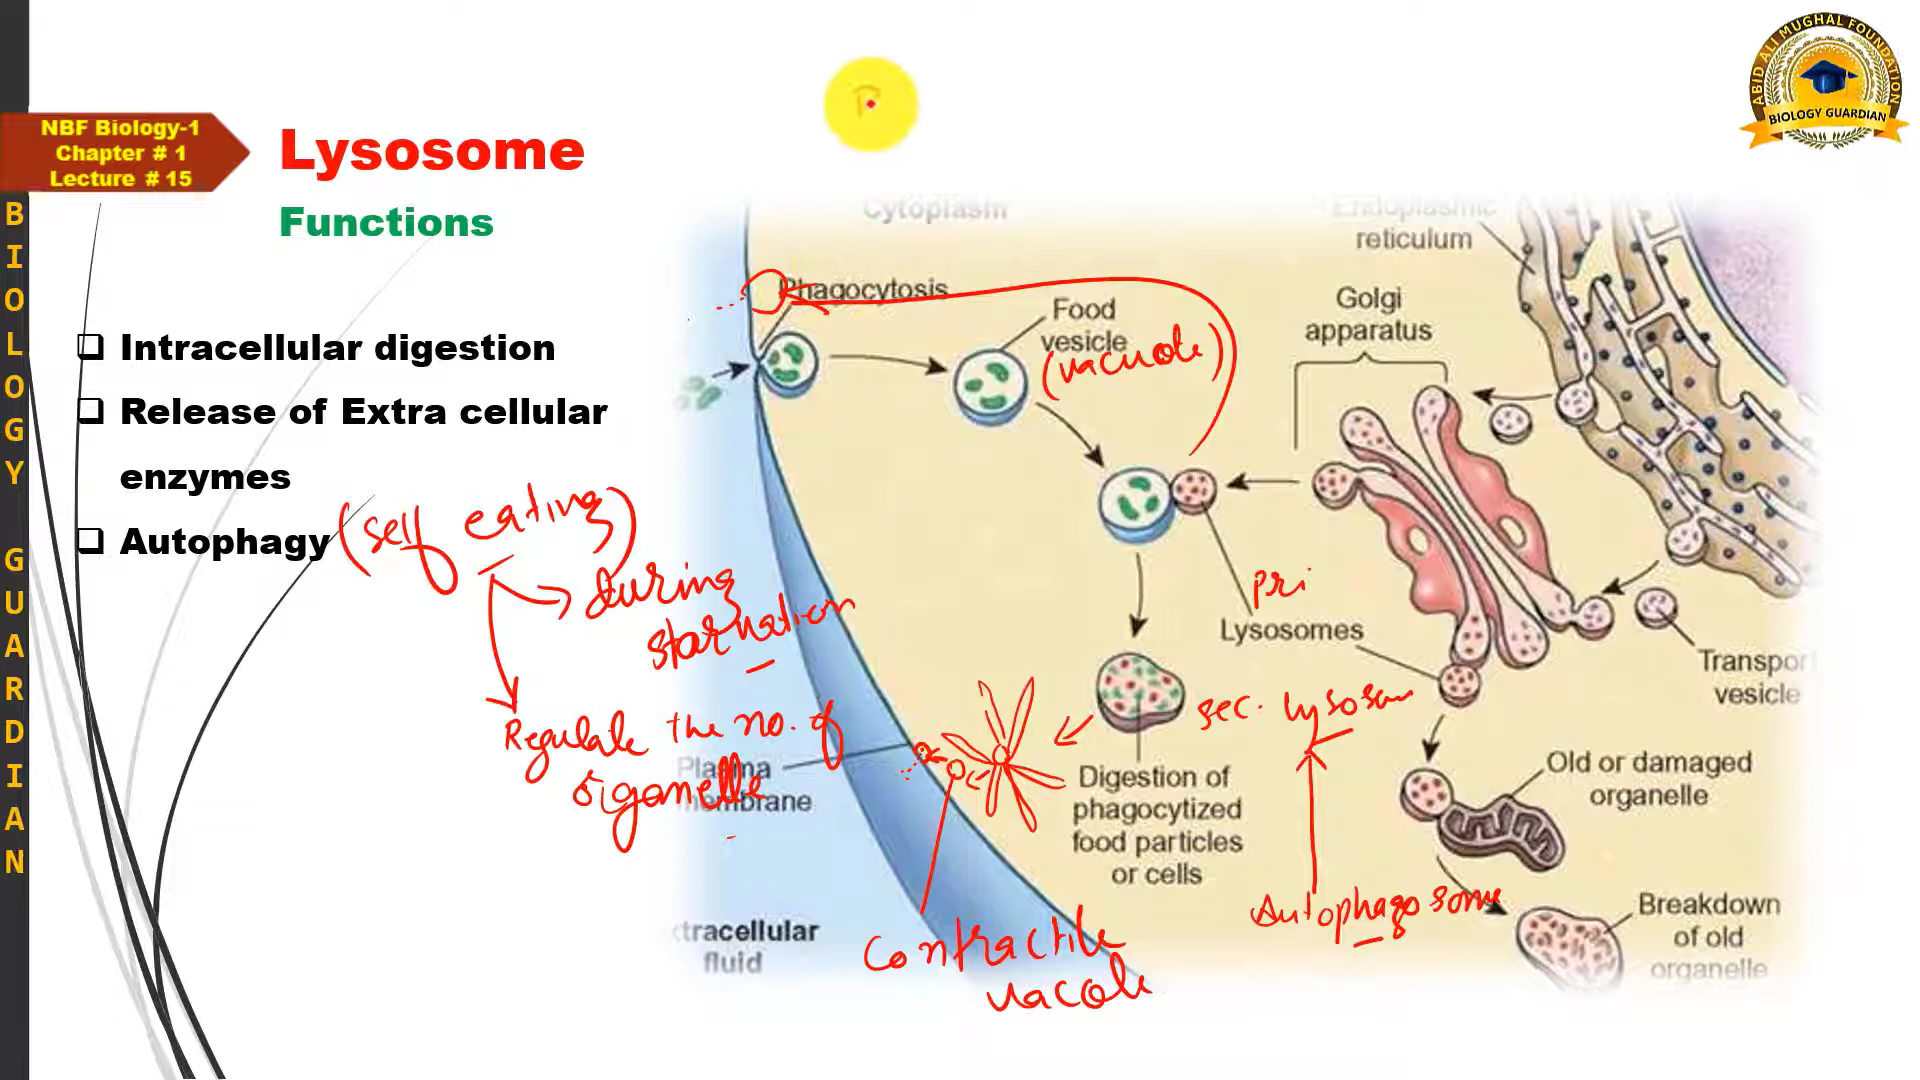 ABID ALI MUGHAL FOUNDATION
BIOLOGY GUARDIAN
NBF Biology-1
Chapter # 1
Lecture # 15
BIOLOGY GUARDIAN
Lysosome
Functions
Intracellular digestion
Release of Extra cellular
enzymes
Autophagy (self eating)
during
starvation
Regulate the no. of
organelle
Cytoplasm
Phagocytosis
Food
vesicle
(vacuole)
Endoplasmic
reticulum
Golgi
apparatus
pri
Lysosomes
Transport
vesicle
sec. lysosom
Plasma
membrane
Digestion of
phagocytized
food particles
or cells
Old or damaged
organelle
Autophagosome
Breakdown
of old
organelle
xtracellular
fluid
Contractile
vacole